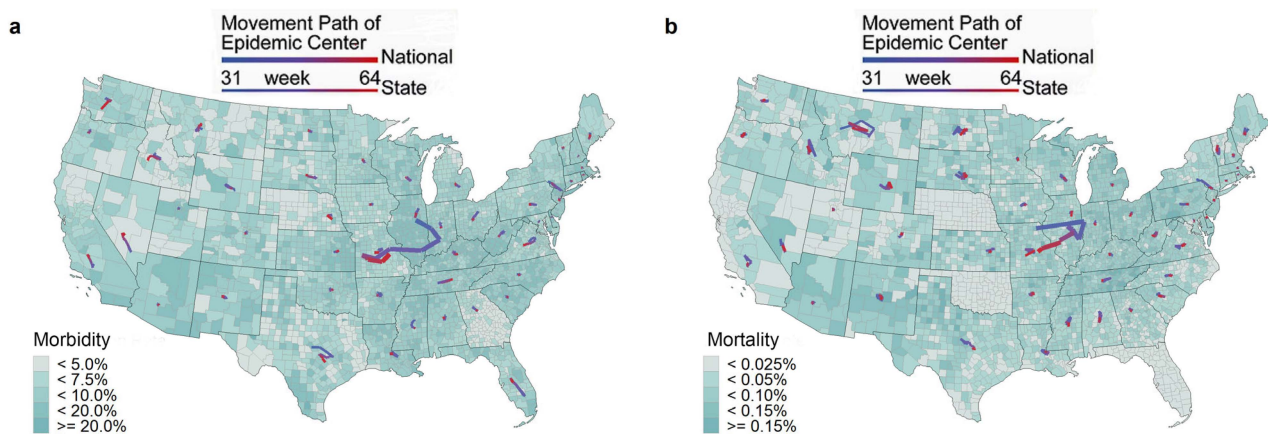 a
Movement Path of
Epidemic Center
National
31 week 64
State
Morbidity
< 5.0%
< 7.5%
< 10.0%
< 20.0%
>= 20.0%
b
Movement Path of
Epidemic Center
National
31 week 64
State
Mortality
< 0.025%
< 0.05%
< 0.10%
< 0.15%
>= 0.15%